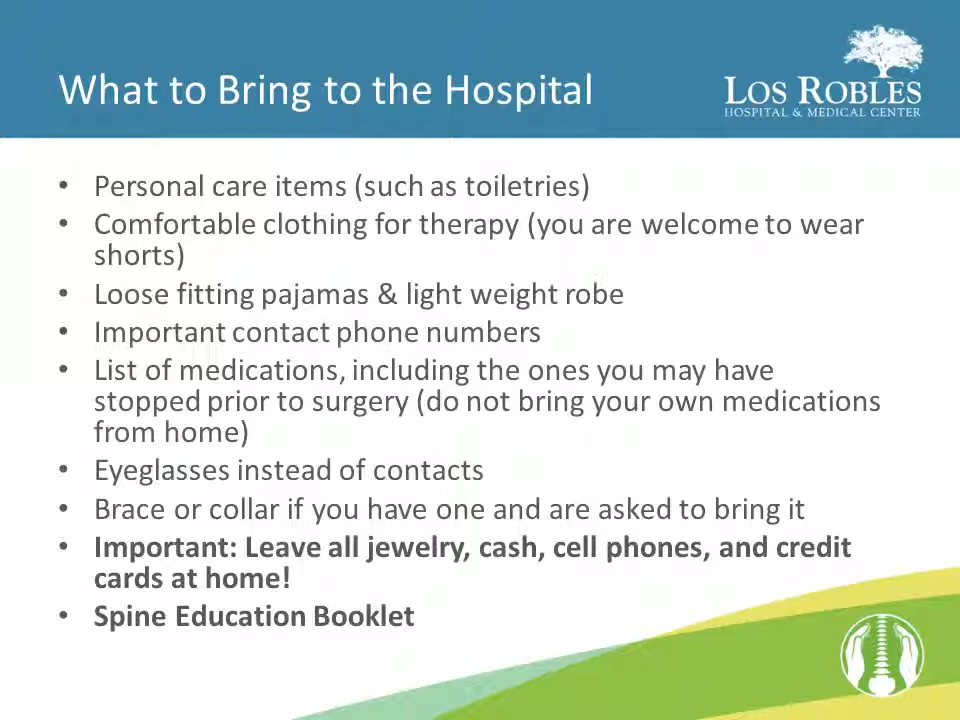 What to Bring to the Hospital
LOS ROBLES
HOSPITAL & MEDICAL CENTER
• Personal care items (such as toiletries)
• Comfortable clothing for therapy (you are welcome to wear
shorts)
• Loose fitting pajamas & light weight robe
• Important contact phone numbers
• List of medications, including the ones you may have
stopped prior to surgery (do not bring your own medications
from home)
• Eyeglasses instead of contacts
• Brace or collar if you have one and are asked to bring it
• Important: Leave all jewelry, cash, cell phones, and credit
cards at home!
• Spine Education Booklet